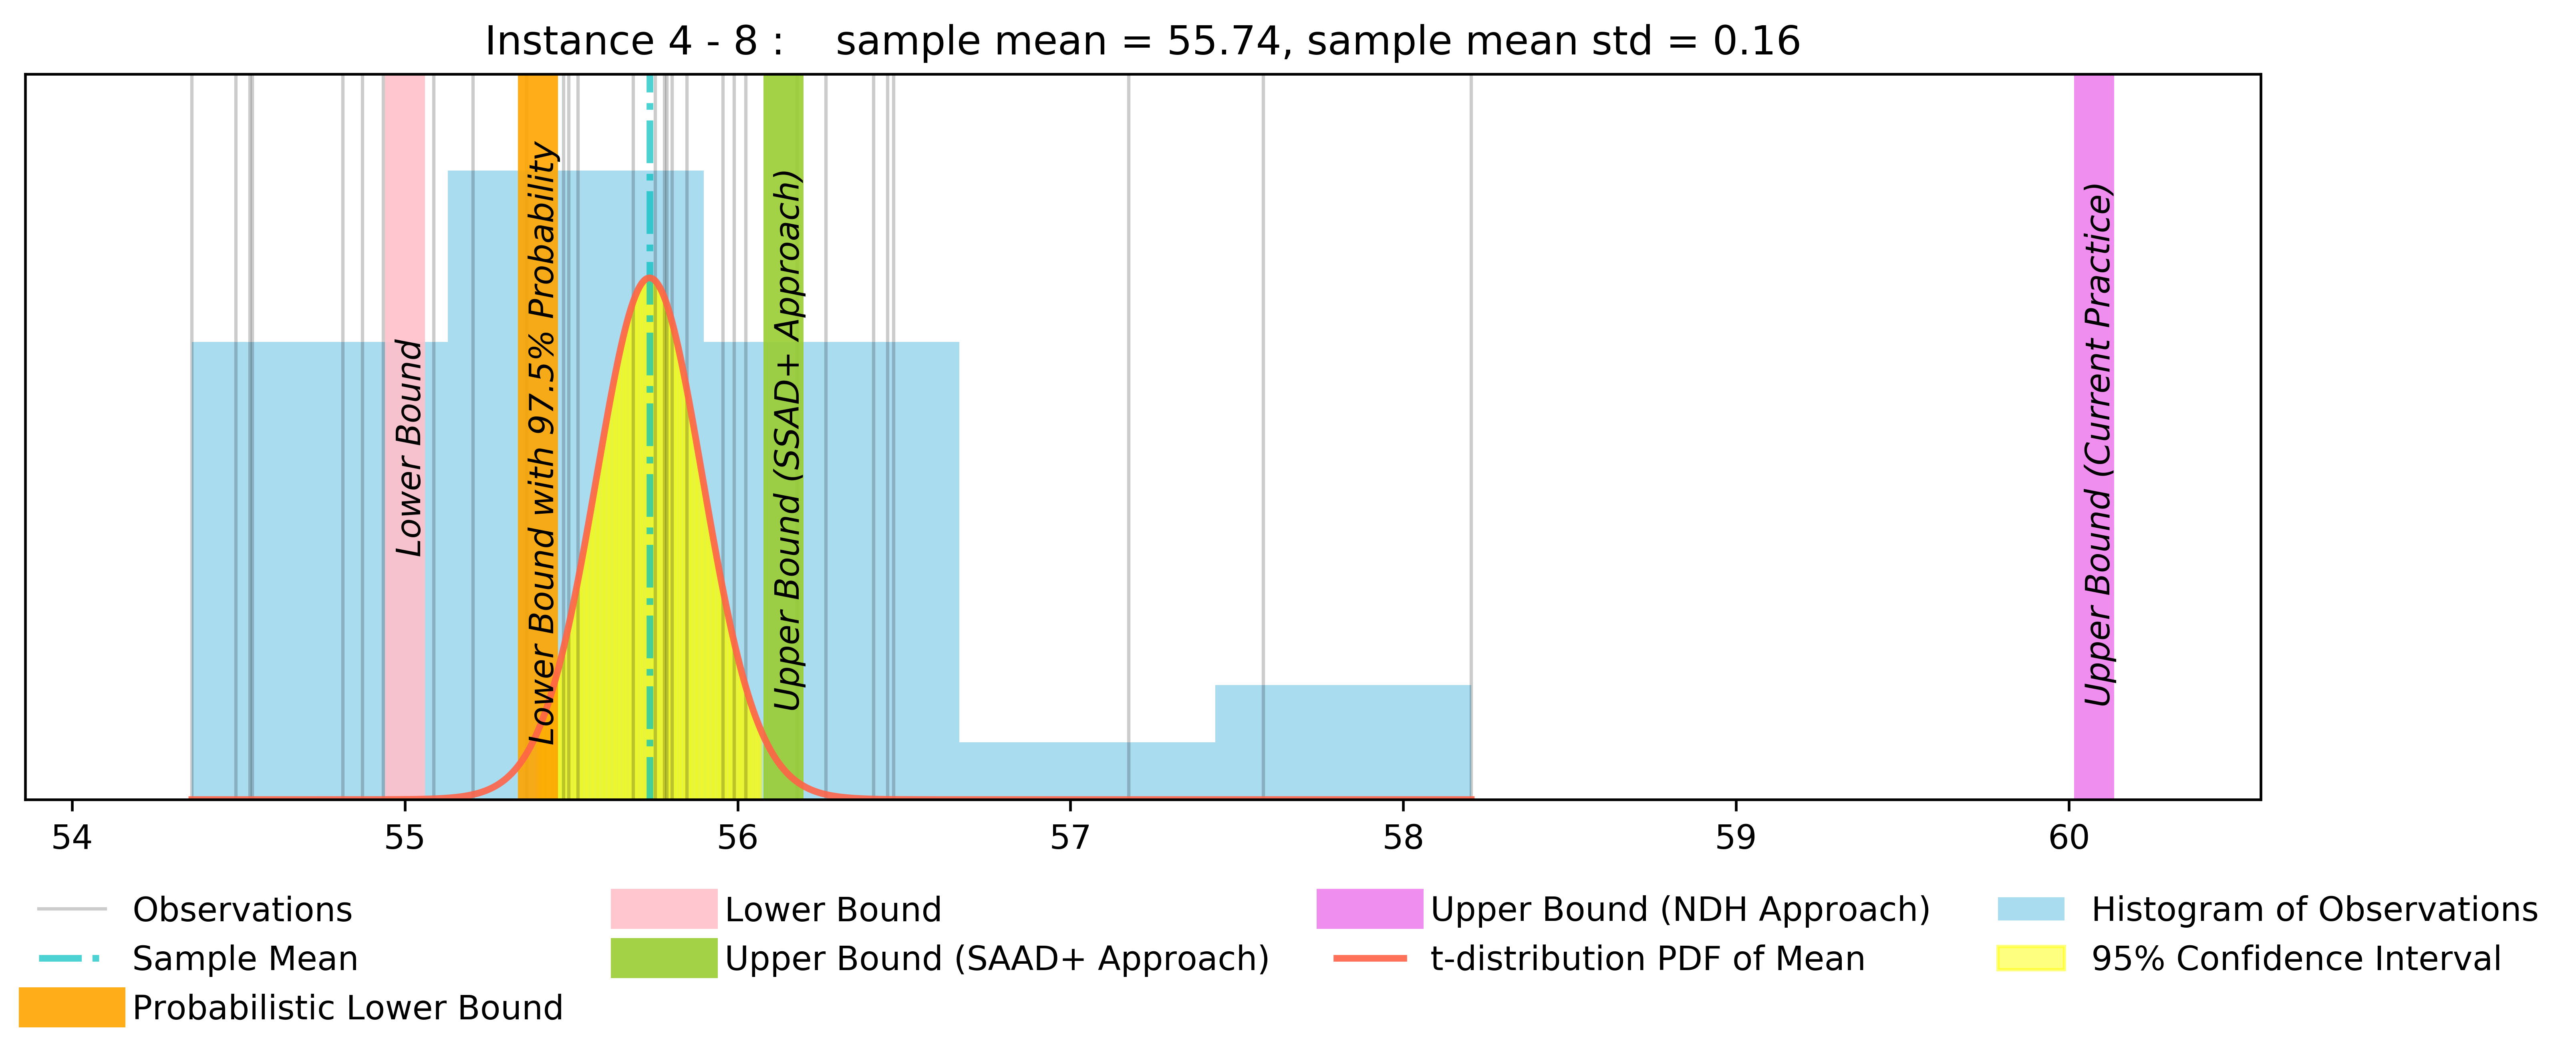 Instance 4 - 8 :    sample mean = 55.74, sample mean std = 0.16
Lower Bound
Lower Bound with 97.5% Probability
Upper Bound (SSAD+ Approach)
Upper Bound (Current Practice)
54 55 56 57 58 59 60
Observations
Sample Mean
Probabilistic Lower Bound
Lower Bound
Upper Bound (SAAD+ Approach)
Upper Bound (NDH Approach)
t-distribution PDF of Mean
Histogram of Observations
95% Confidence Interval